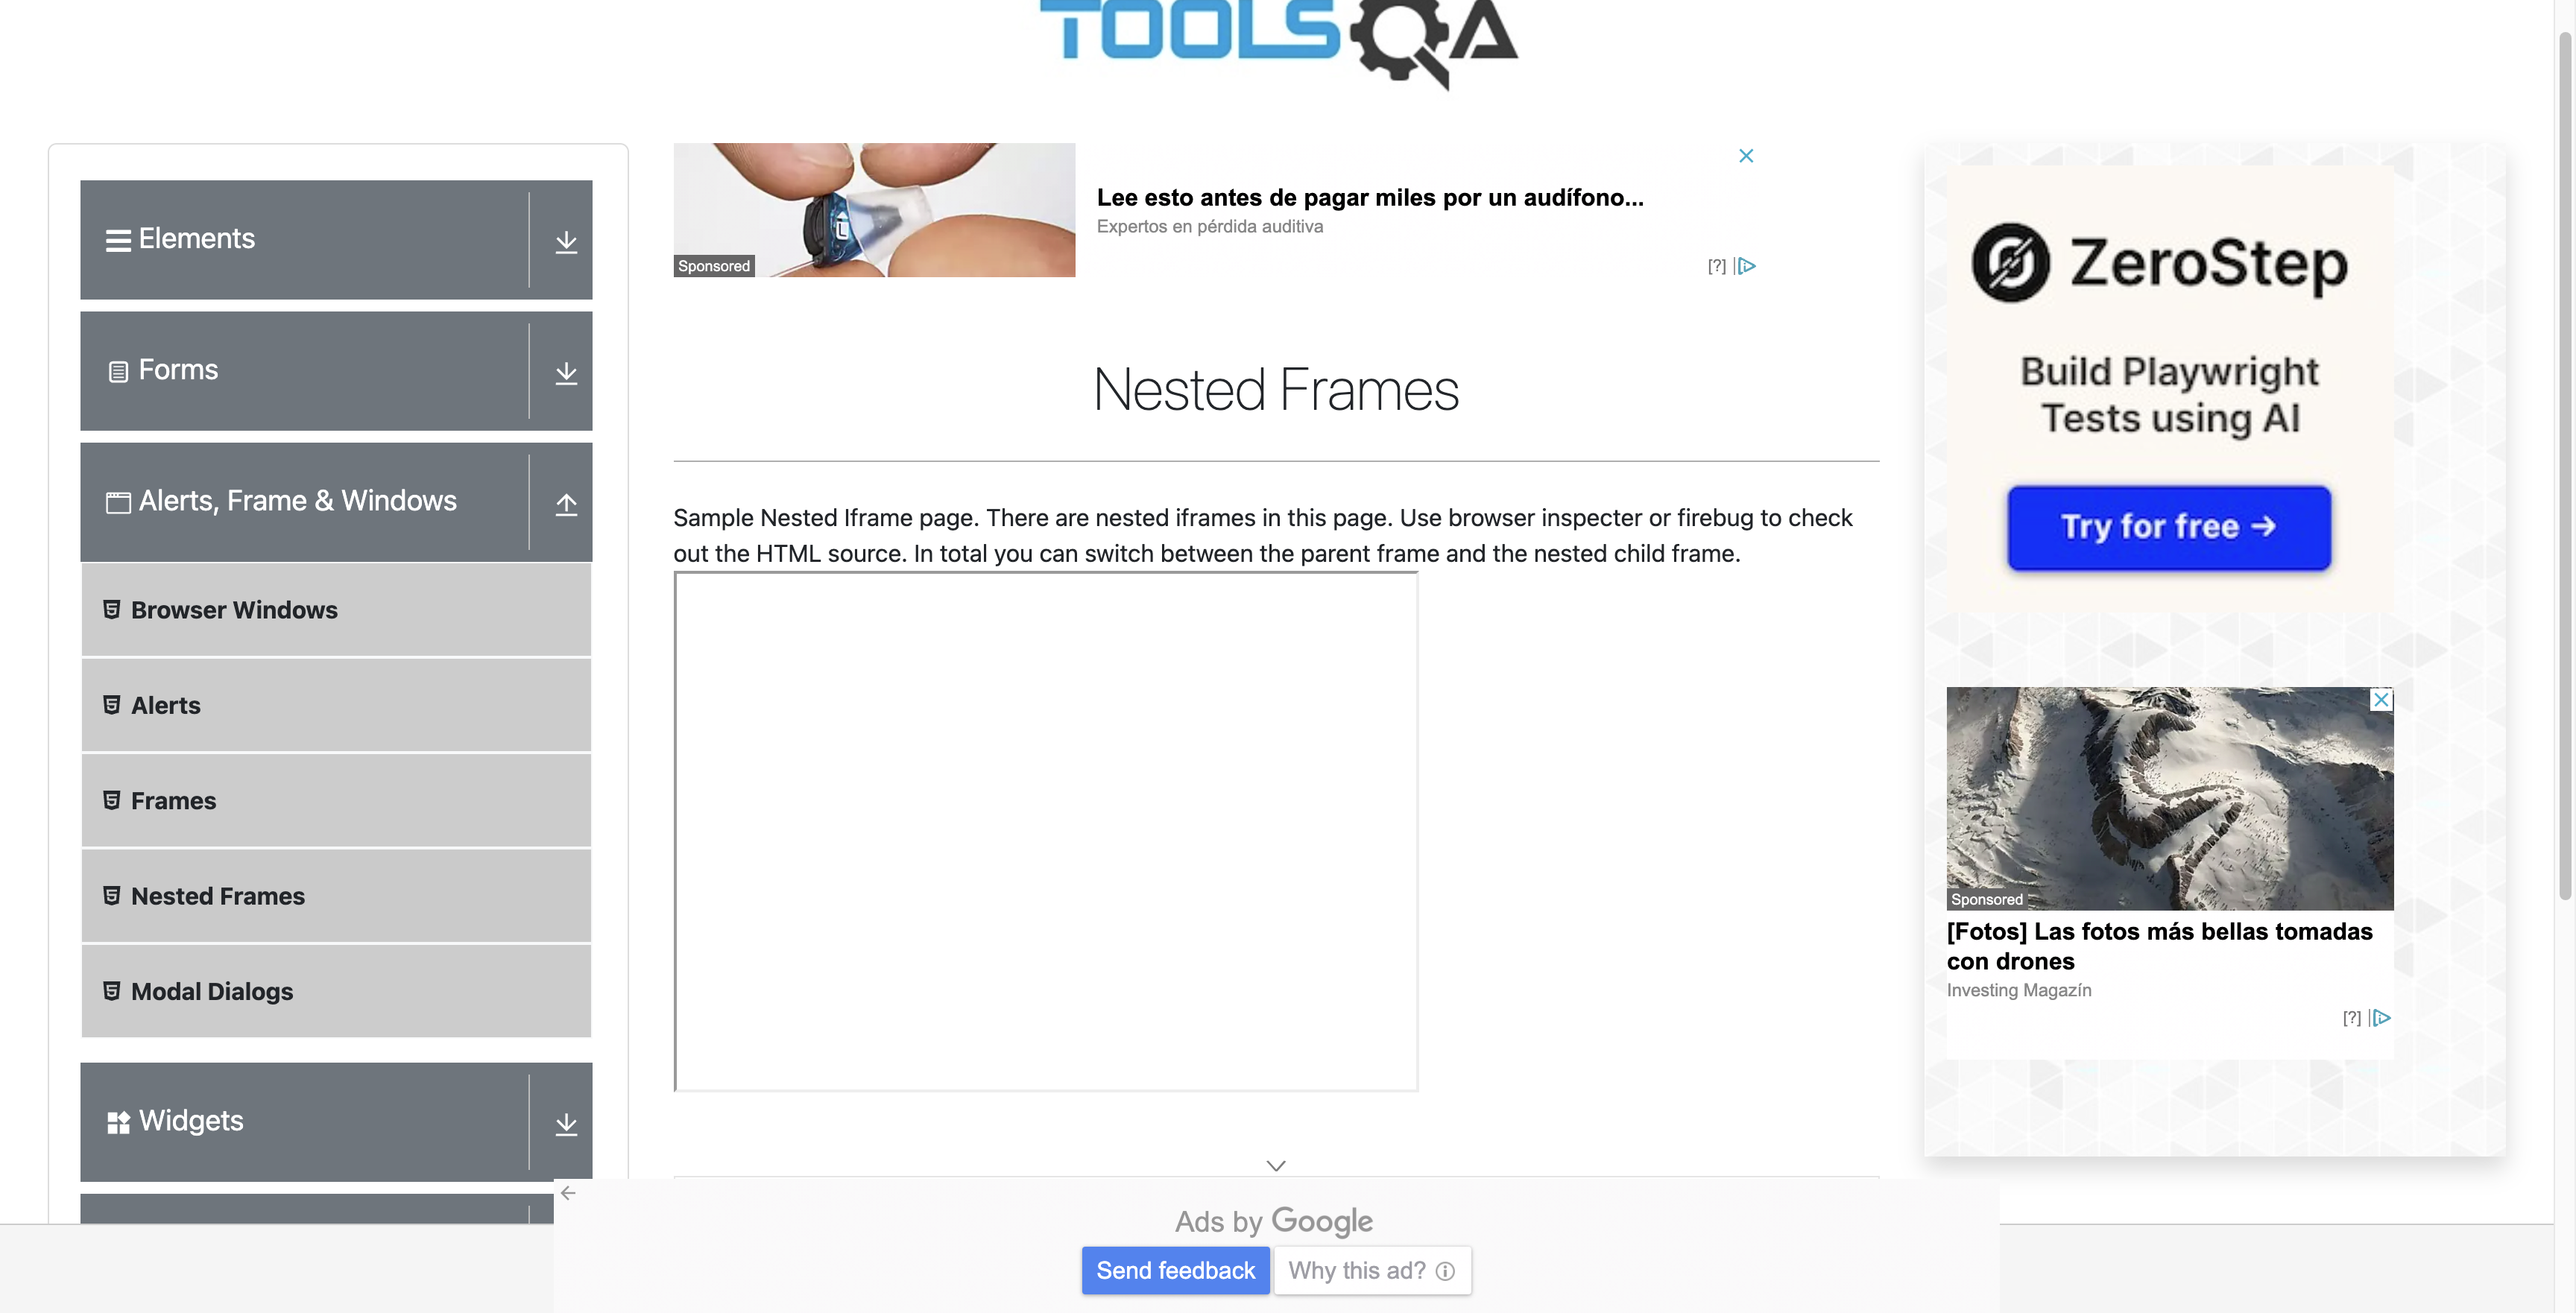 TOOLSQA
Elements
Forms
Alerts, Frame & Windows
Browser Windows
Alerts
Frames
Nested Frames
Modal Dialogs
Widgets
Lee esto antes de pagar miles por un audífono...
Expertos en pérdida auditiva
L
Sponsored
[?]
Nested Frames
Sample Nested Iframe page. There are nested iframes in this page. Use browser inspecter or firebug to check
out the HTML source. In total you can switch between the parent frame and the nested child frame.
ZeroStep
Build Playwright
Tests using AI
Try for free →
Sponsored
[Fotos] Las fotos más bellas tomadas
con drones
Investing Magazín
[?]
Ads by Google
Send feedback
Why this ad?